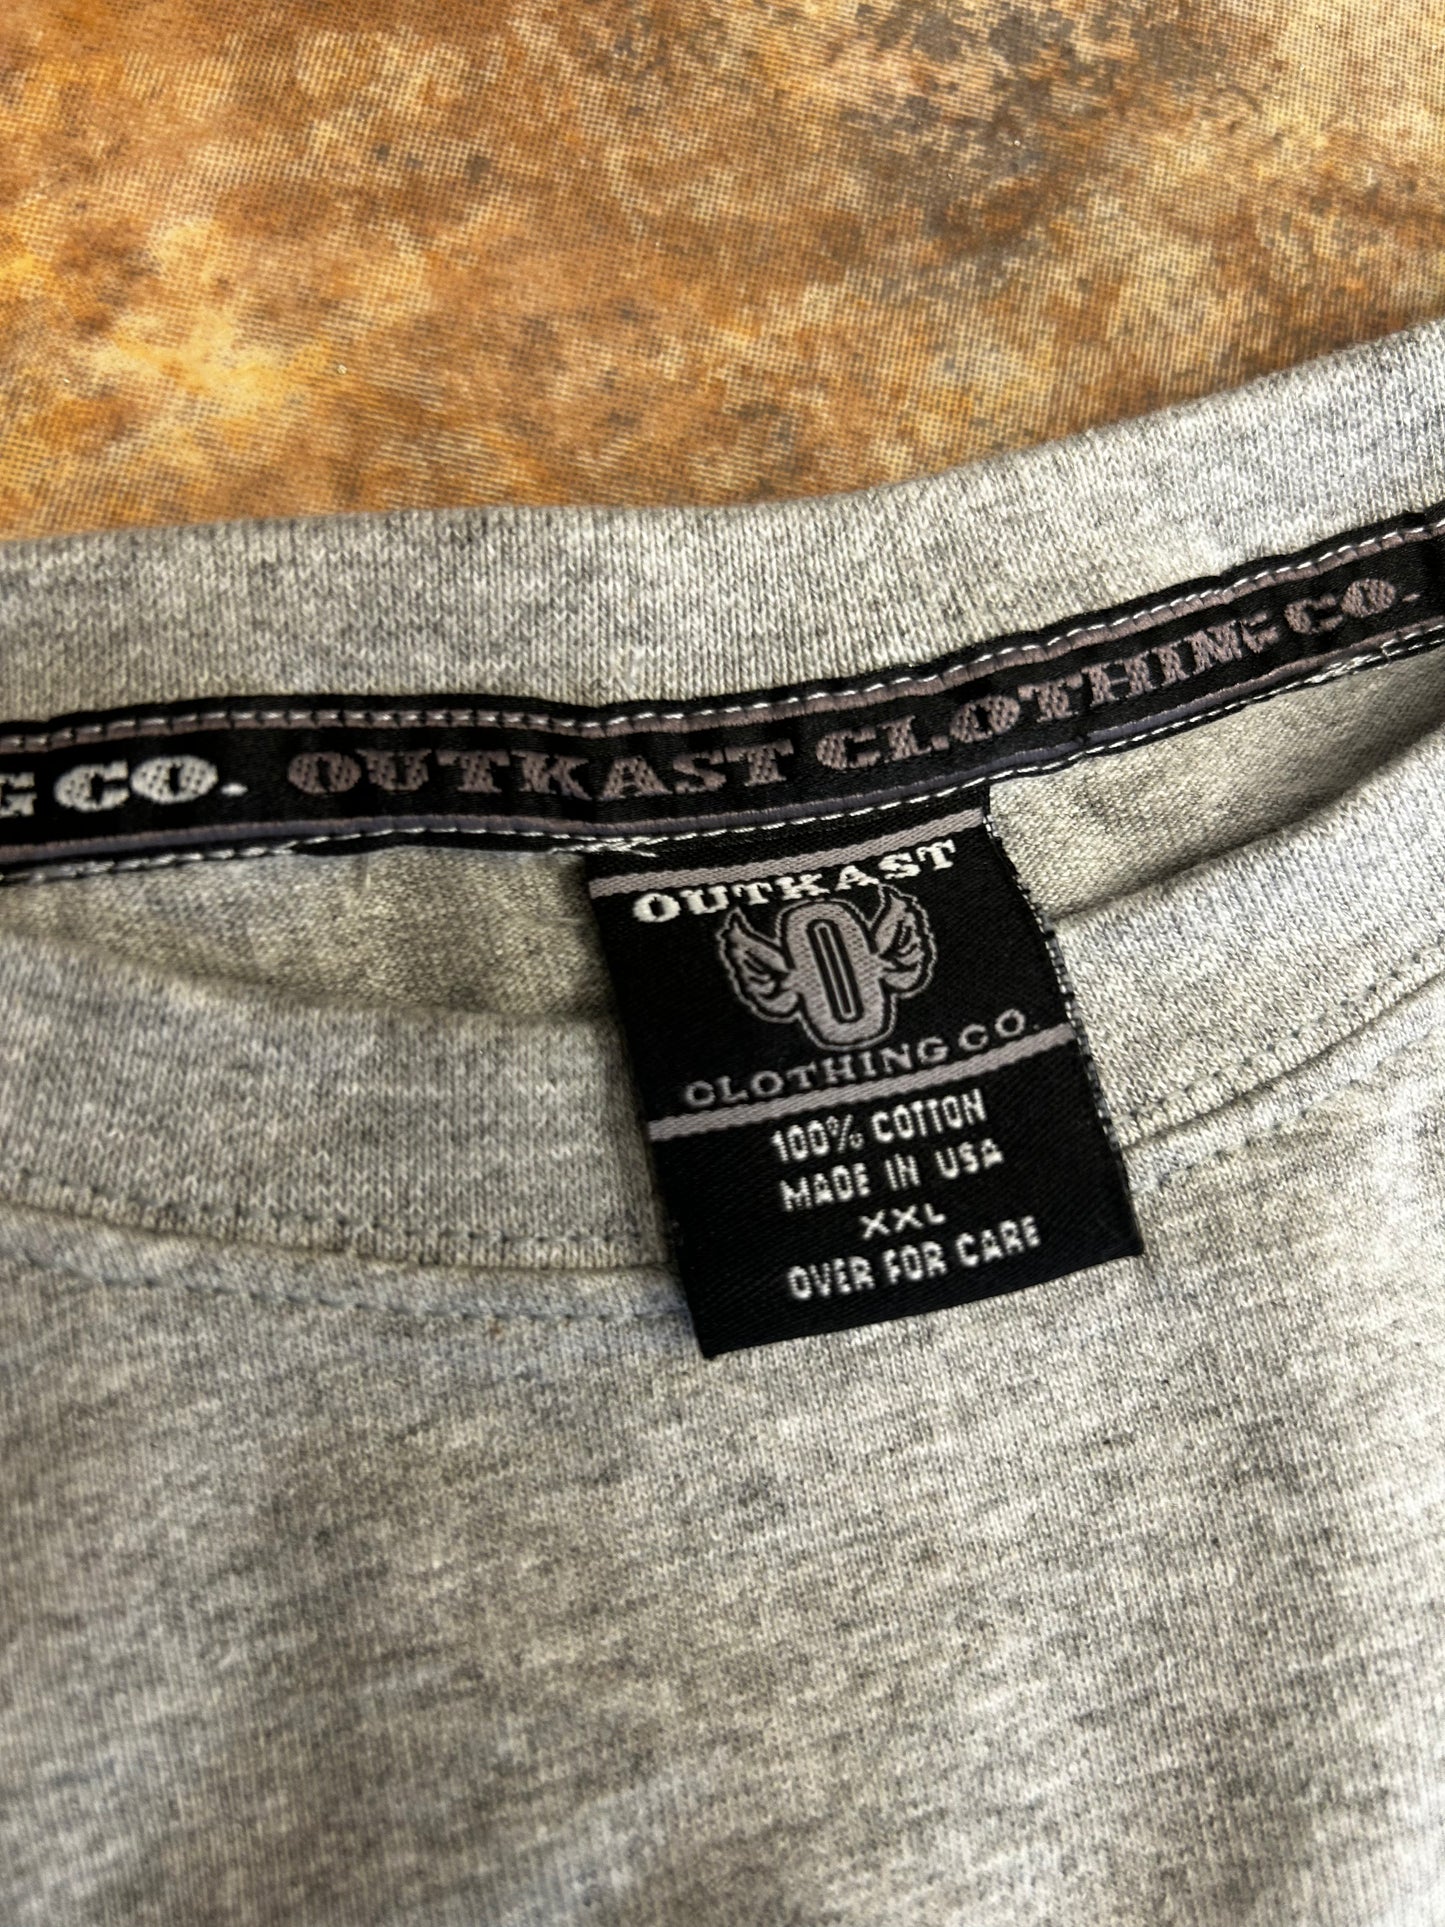 G CO. OUTKAST CLOTHING CO.
OUTKAST
O
CLOTHING CO.
100% COTTON
MADE IN USA
XXL
OVER FOR CARE